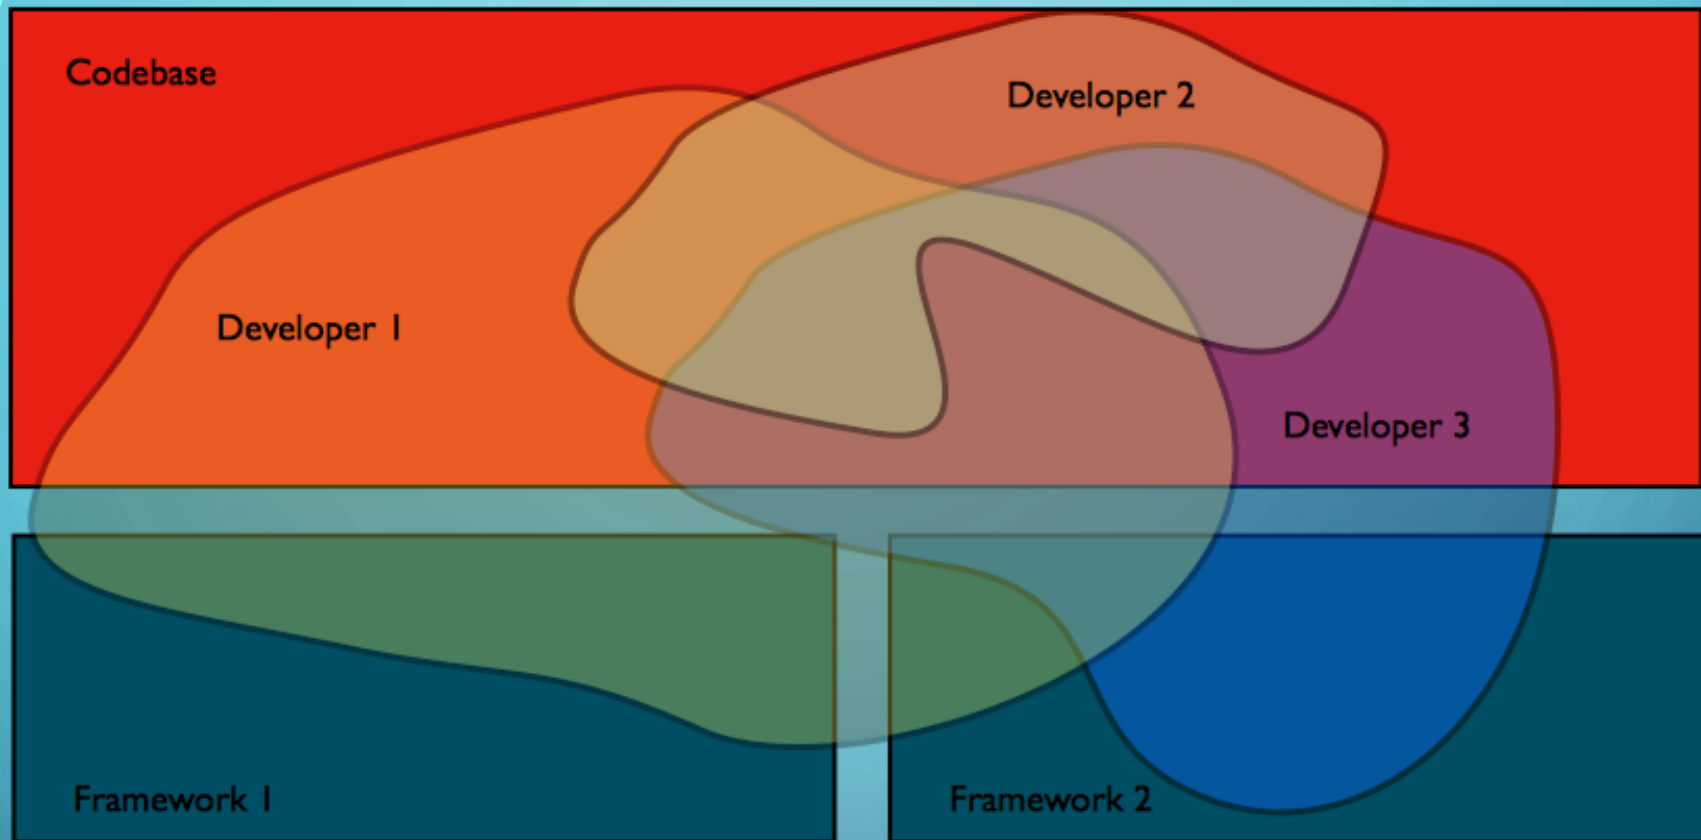 Codebase
Developer 2
Developer 1
Developer 3
Framework 1
Framework 2